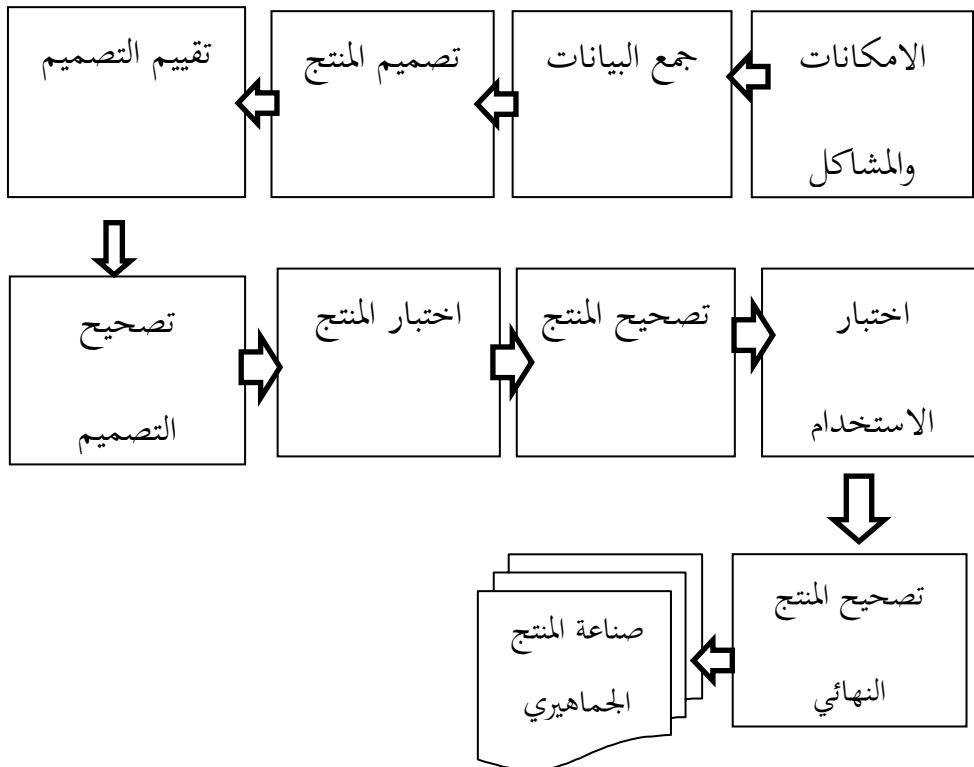 الامكانات
والمشاكل
جمع البيانات
تصميم المنتج
تقييم التصميم
تصحيح
التصميم
اختبار المنتج
تصحيح المنتج
اختبار
الاستخدام
تصحيح المنتج
النهائي
صناعة المنتج
الجماهيري